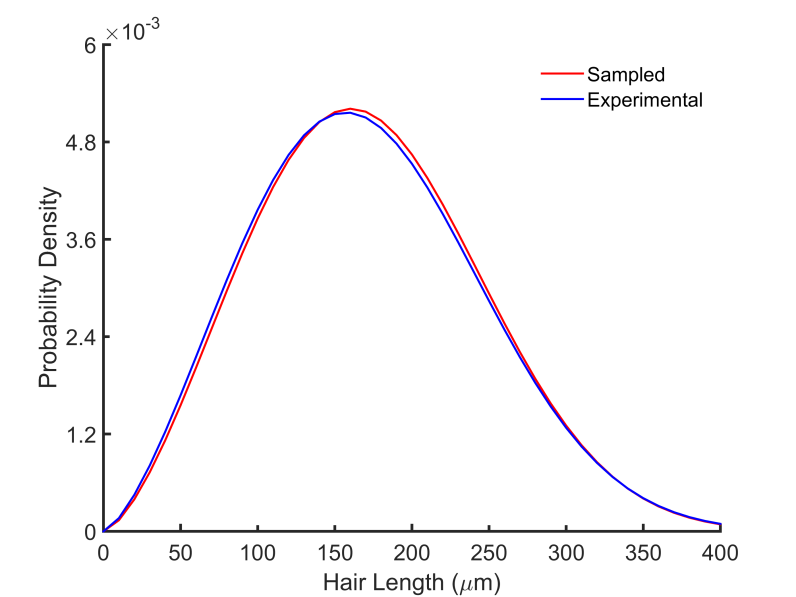 ×10⁻³
6
4.8
3.6
2.4
1.2
0
Probability Density
Sampled
Experimental
0 50 100 150 200 250 300 350 400
Hair Length (μm)